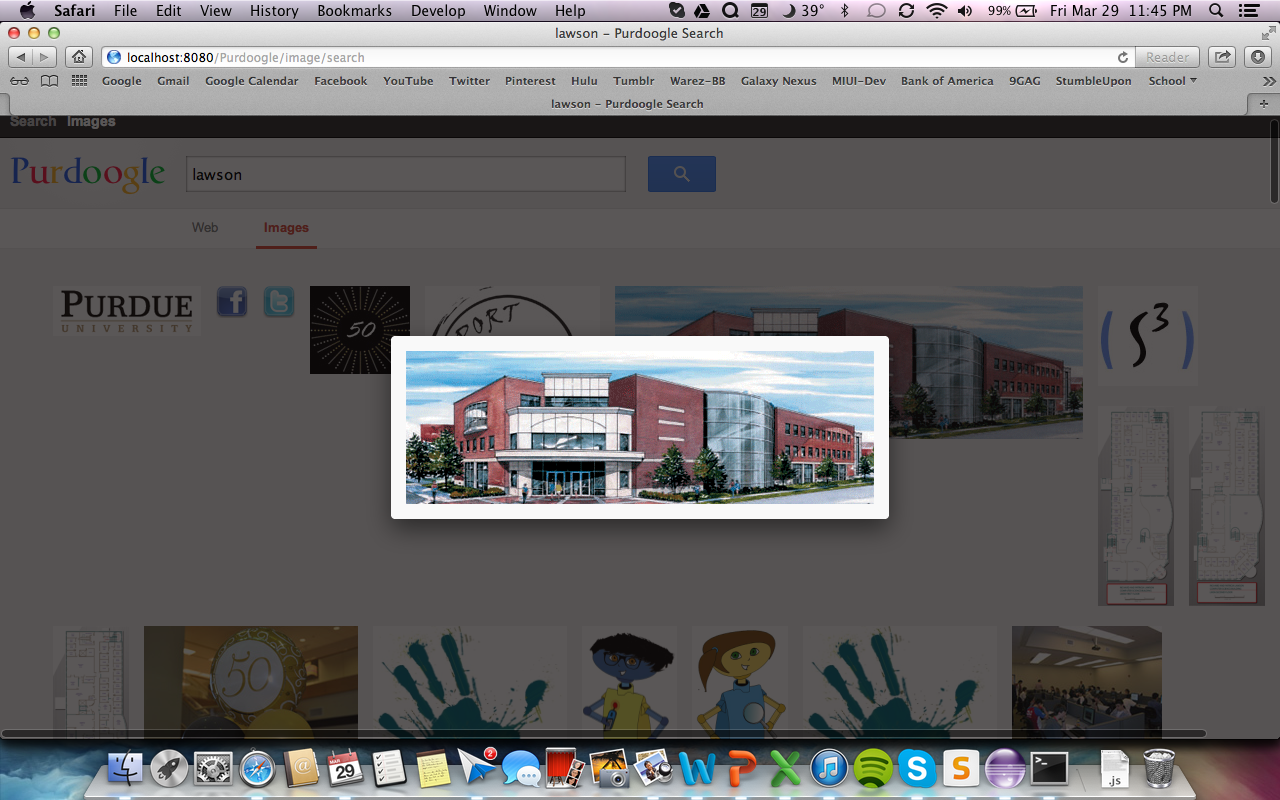 Safari File Edit View History Bookmarks Develop Window Help 29 39° 99% Fri Mar 29 11:45 PM
lawson – Purdoogle Search
localhost:8080/Purdoogle/image/search Reader
Google Gmail Google Calendar Facebook YouTube Twitter Pinterest Hulu Tumblr Warez-BB Galaxy Nexus MIUI-Dev Bank of America 9GAG StumbleUpon School
lawson – Purdoogle Search
Search Images
Purdoogle lawson
Web Images
PURDUE
UNIVERSITY
f
t
50
PORT
(S³)
50
MAR
29
2
W P X S S
.js